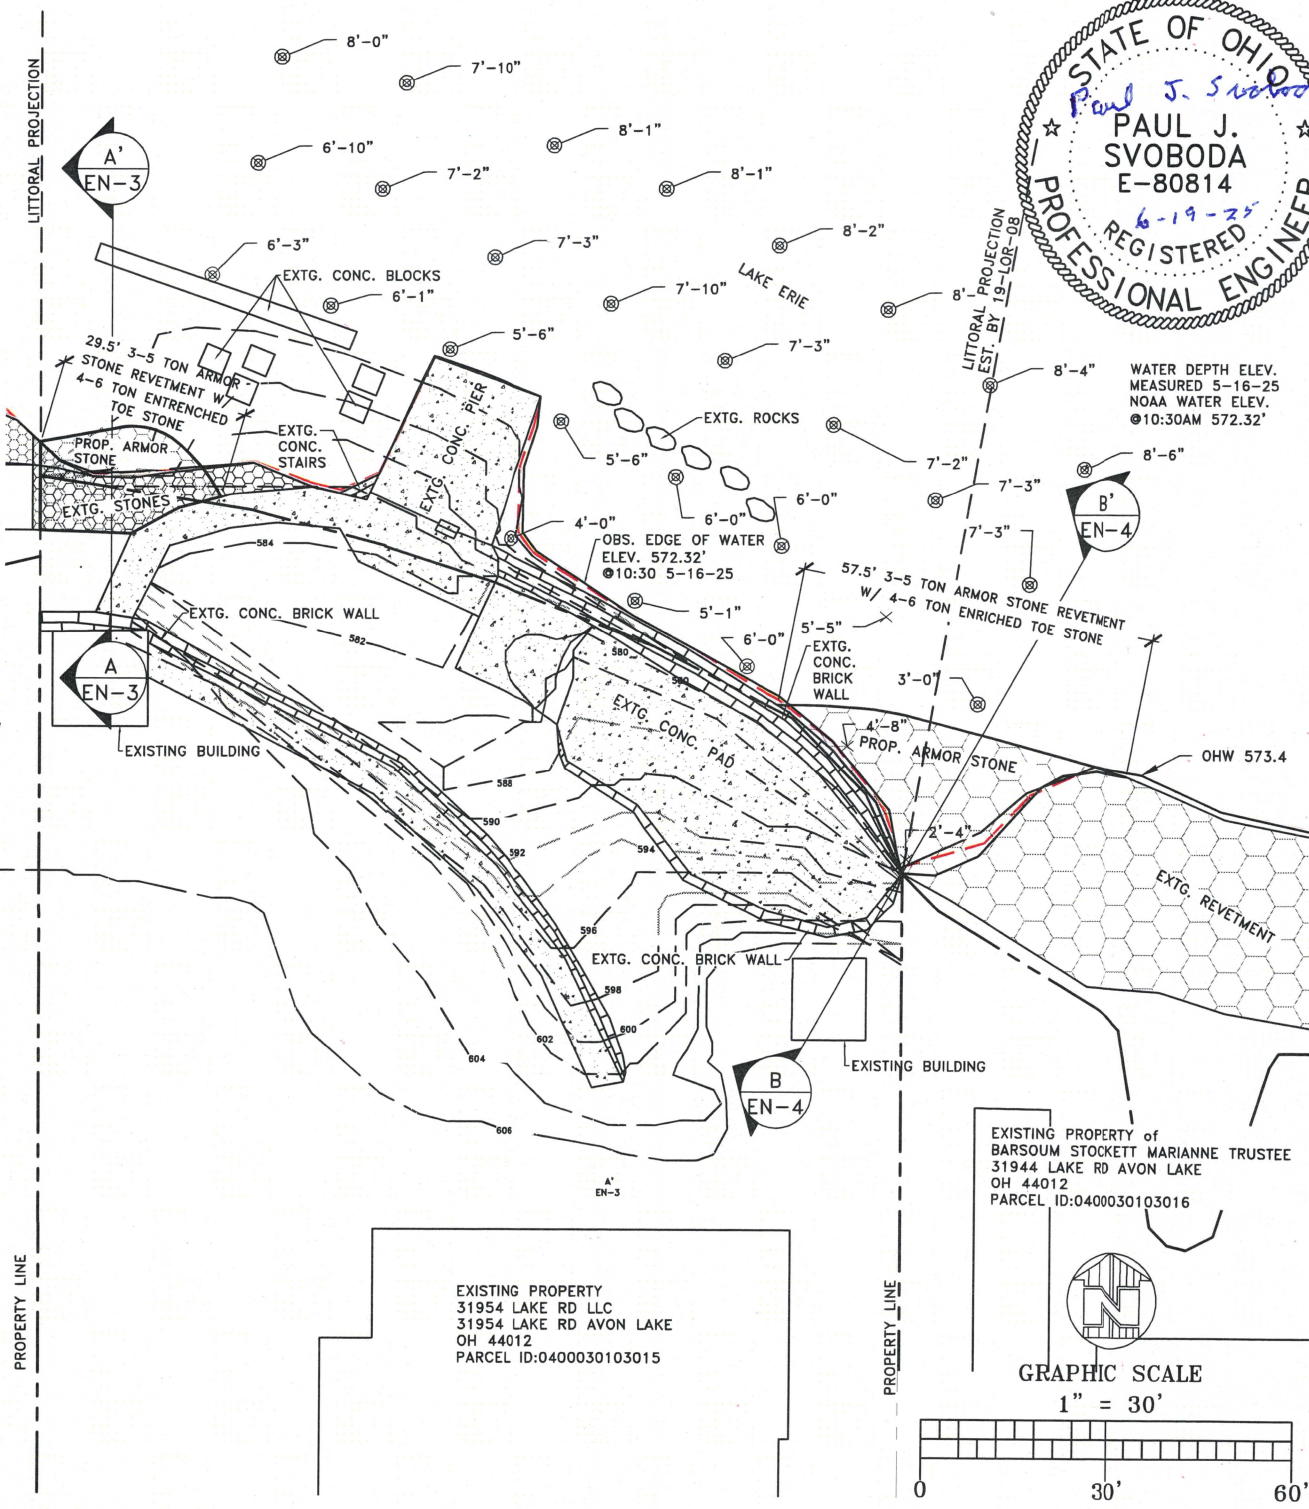 8'-0"
7'-10"
8'-1"
6'-10"
7'-2"
8'-1"
8'-2"
6'-3"
7'-3"
7'-10"
6'-1"
5'-6"
7'-3"
8'-
8'-4"
5'-6"
7'-2"
8'-6"
6'-0"
6'-0"
7'-3"
7'-3"
4'-0"
5'-1"
5'-5"
6'-0"
3'-0"
4'-8"
2'-4"
LITTORAL PROJECTION
A'
EN-3
EXTG. CONC. BLOCKS
29.5' 3-5 TON ARMOR
STONE REVETMENT W/
4-6 TON ENTRENCHED
TOE STONE
PROP. ARMOR
STONE
EXTG. STONES
EXTG.
CONC.
STAIRS
EXTG. CONC. PIER
EXTG. ROCKS
LAKE ERIE
LITTORAL PROJECTION
EST. BY 19-LOR-08
STATE OF OHIO
Paul J. Svobod
PAUL J.
SVOBODA
E-80814
6-19-25
REGISTERED
PROFESSIONAL ENGINEER
WATER DEPTH ELEV.
MEASURED 5-16-25
NOAA WATER ELEV.
@10:30AM 572.32'
B'
EN-4
OBS. EDGE OF WATER
ELEV. 572.32'
@10:30 5-16-25
57.5' 3-5 TON ARMOR STONE REVETMENT
W/ 4-6 TON ENRICHED TOE STONE
EXTG.
CONC.
BRICK
WALL
584
EXTG. CONC. BRICK WALL
582
580
580
A
EN-3
EXISTING BUILDING
EXTG. CONC. PAD
PROP. ARMOR STONE
OHW 573.4
588
590
592
594
596
598
600
602
604
606
EXTG. REVETMENT
EXTG. CONC. BRICK WALL
EXISTING BUILDING
B
EN-4
A'
EN-3
EXISTING PROPERTY of
BARSOUM STOCKETT MARIANNE TRUSTEE
31944 LAKE RD AVON LAKE
OH 44012
PARCEL ID:0400030103016
EXISTING PROPERTY
31954 LAKE RD LLC
31954 LAKE RD AVON LAKE
OH 44012
PARCEL ID:0400030103015
PROPERTY LINE
PROPERTY LINE
N
GRAPHIC SCALE
1" = 30'
0 30' 60'